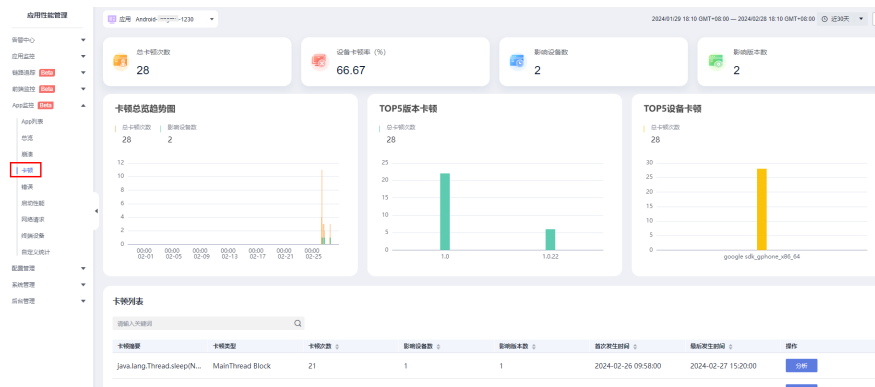 应用性能管理
应用 Android- -1230
2024/01/29 18:10 GMT+08:00 — 2024/02/28 18:10 GMT+08:00 近30天
告警中心
应用监控
链路追踪 Beta
前端监控 Beta
App监控 Beta
App列表
总览
崩溃
卡顿
错误
启动性能
网络请求
终端设备
自定义统计
配置管理
系统管理
后台管理
总卡顿次数
28
设备卡顿率 (%)
66.67
影响设备数
2
影响版本数
2
卡顿总览趋势图
总卡顿次数 影响设备数
28 2
12
10
8
6
4
2
0
00:00 00:00 00:00 00:00 00:00 00:00 00:00
02-01 02-05 02-09 02-13 02-17 02-21 02-25
TOP5版本卡顿
总卡顿次数
28
25
20
15
10
5
0
1.0 1.0.22
TOP5设备卡顿
总卡顿次数
28
30
25
20
15
10
5
0
google sdk_gphone_x86_64
卡顿列表
请输入关键词
卡顿摘要 卡顿类型 卡顿次数 影响设备数 影响版本数 首次发生时间 最后发生时间 操作
java.lang.Thread.sleep(N... MainThread Block 21 1 1 2024-02-26 09:58:00 2024-02-27 15:20:00 分析